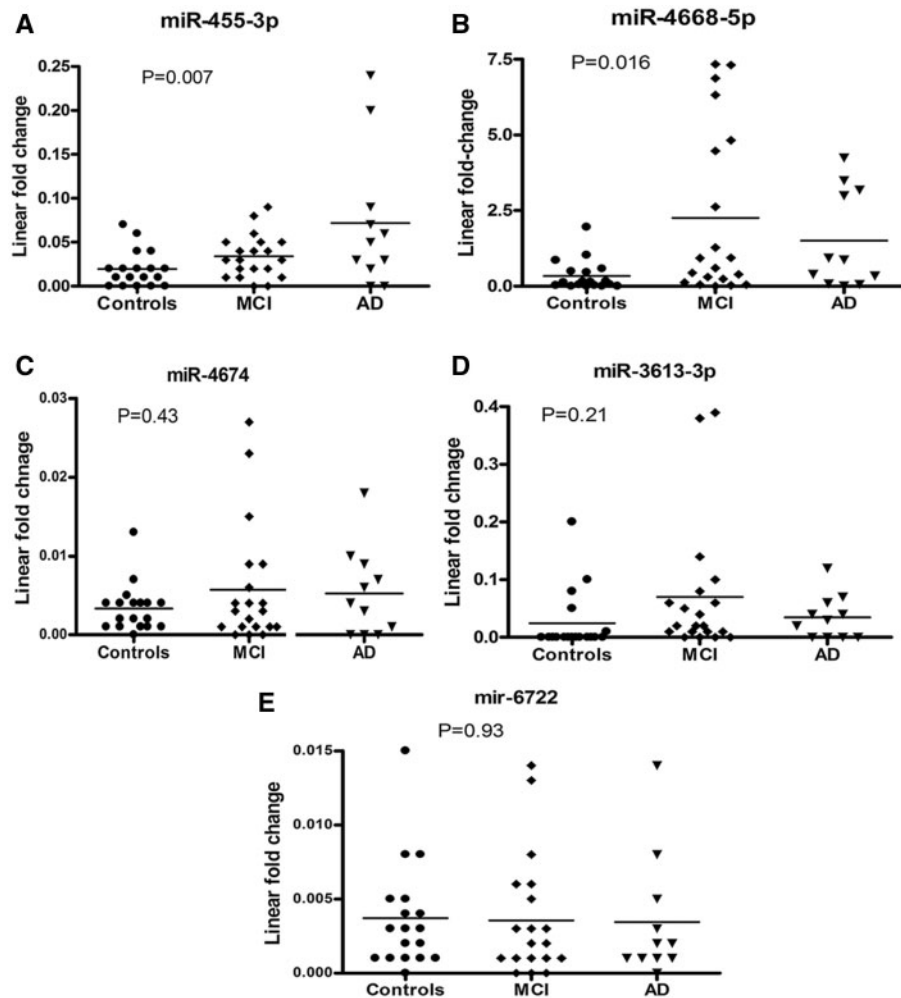 A
miR-455-3p
P=0.007
Linear fold change
0.25
0.20
0.15
0.10
0.05
0.00
Controls MCI AD
B
miR-4668-5p
P=0.016
Linear fold-change
7.5
5.0
2.5
0.0
Controls MCI AD
C
miR-4674
P=0.43
Linear fold chnage
0.03
0.02
0.01
0.00
Controls MCI AD
D
miR-3613-3p
P=0.21
Linear fold chnage
0.4
0.3
0.2
0.1
0.0
Controls MCI AD
E
mir-6722
P=0.93
Linear fold change
0.015
0.010
0.005
0.000
Controls MCI AD